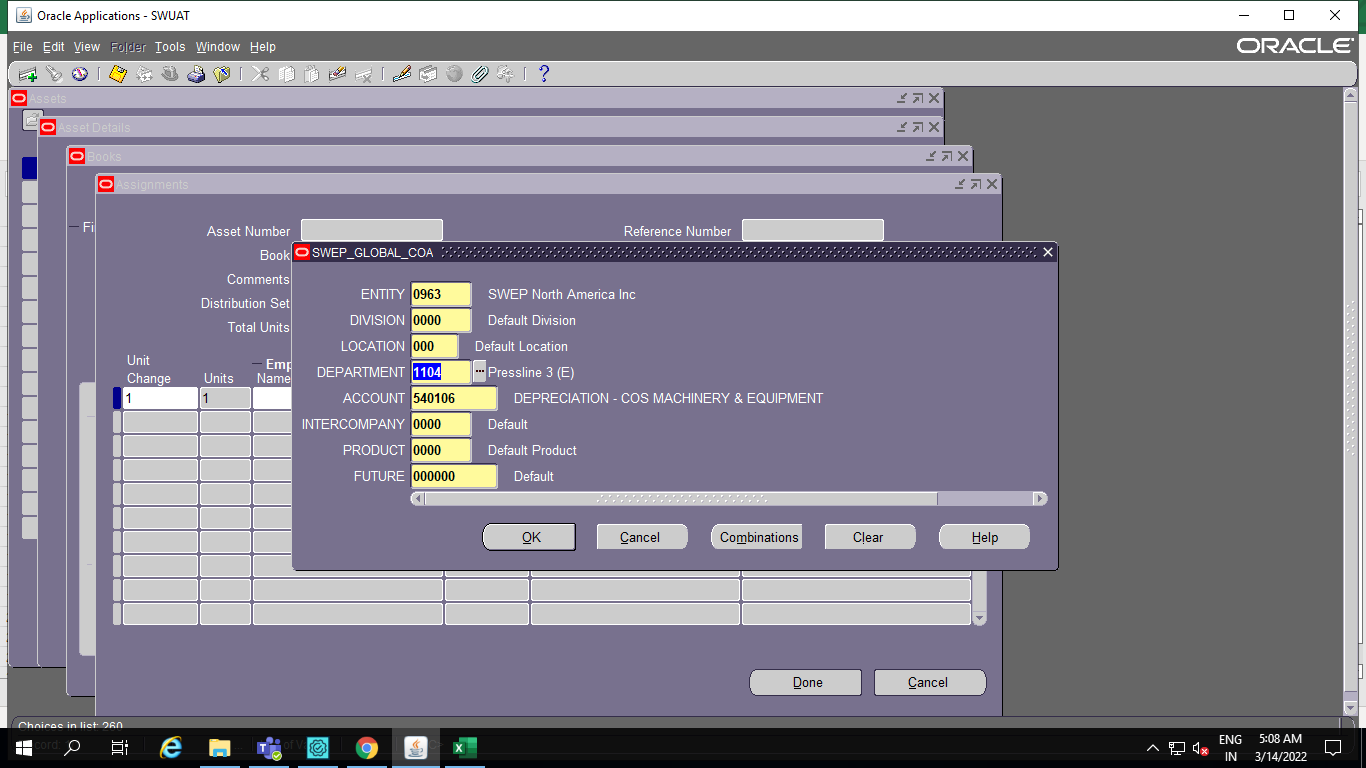 Oracle Applications - SWUAT
File Edit View Folder Tools Window Help
ORACLE
Assets
Asset Details
Books
Assignments
Asset Number
Reference Number
Book
Comments
Distribution Set
Total Units
Unit
Change
Units
Emp
Name
1
1
Fi
SWEP_GLOBAL_COA
ENTITY 0963 SWEP North America Inc
DIVISION 0000 Default Division
LOCATION 000 Default Location
DEPARTMENT 1104 Pressline 3 (E)
ACCOUNT 540106 DEPRECIATION - COS MACHINERY & EQUIPMENT
INTERCOMPANY 0000 Default
PRODUCT 0000 Default Product
FUTURE 000000 Default
OK Cancel Combinations Clear Help
Done Cancel
Choices in list: 260
ENG
IN
5:08 AM
3/14/2022